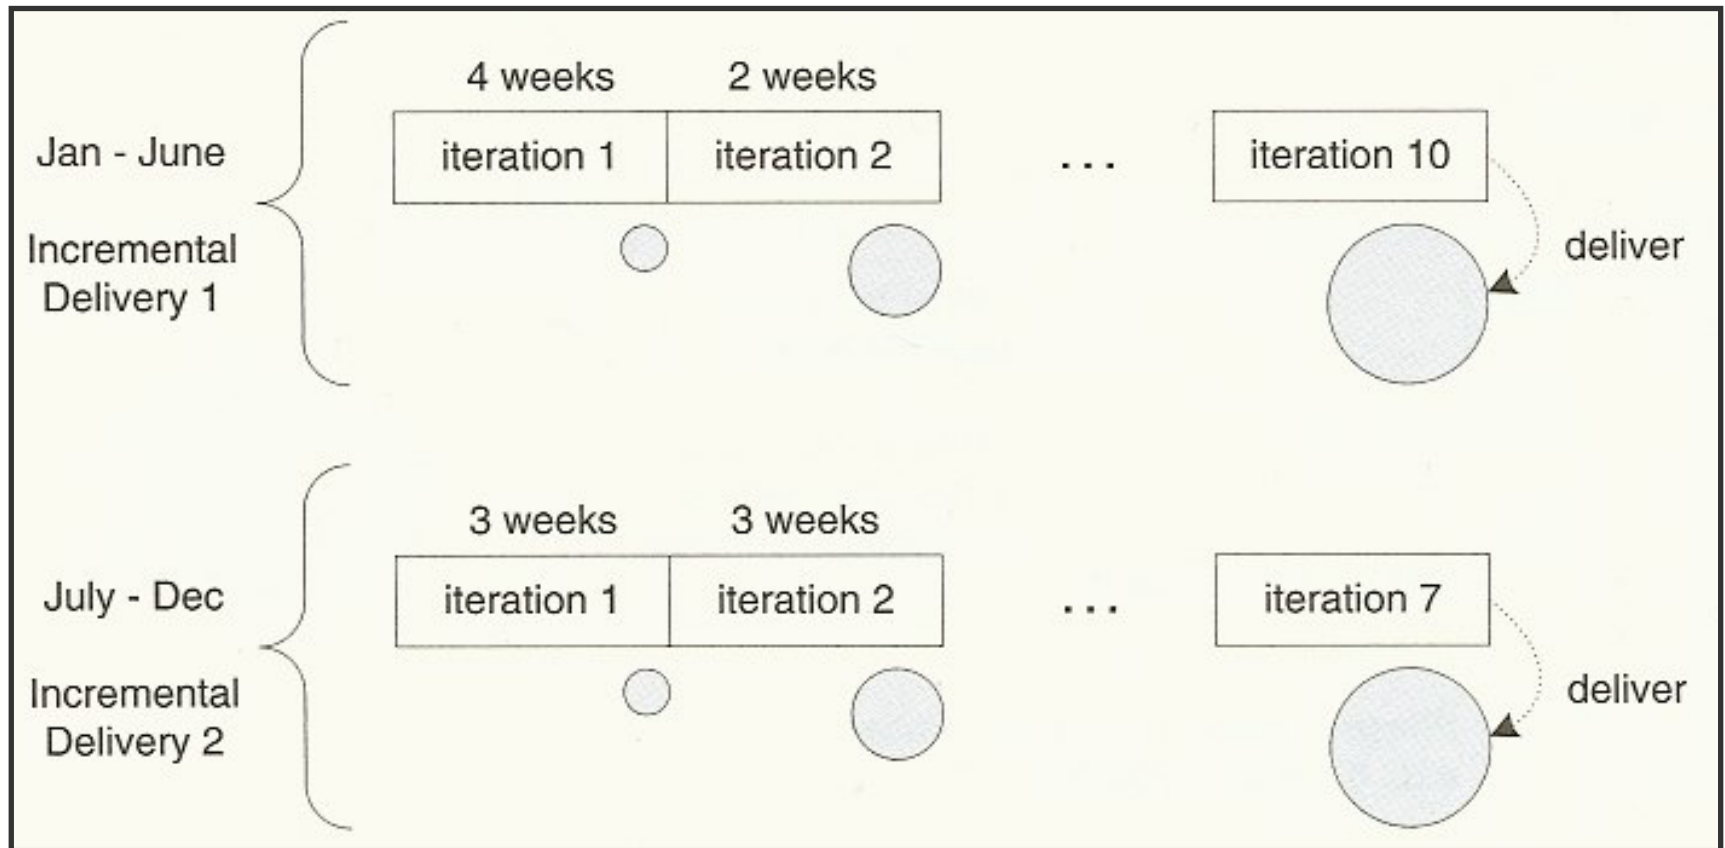 4 weeks
2 weeks
Jan - June
iteration 1
iteration 2
...
iteration 10
Incremental
Delivery 1
deliver
3 weeks
3 weeks
July - Dec
iteration 1
iteration 2
...
iteration 7
Incremental
Delivery 2
deliver